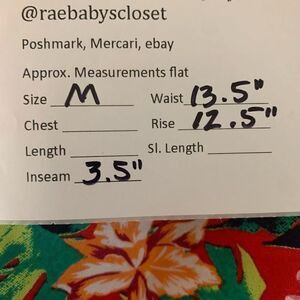 @raebabyscloset
Poshmark, Mercari, ebay
Approx. Measurements flat
Size M Waist 13.5"
Chest Rise 12.5"
Length Sl. Length
Inseam 3.5"